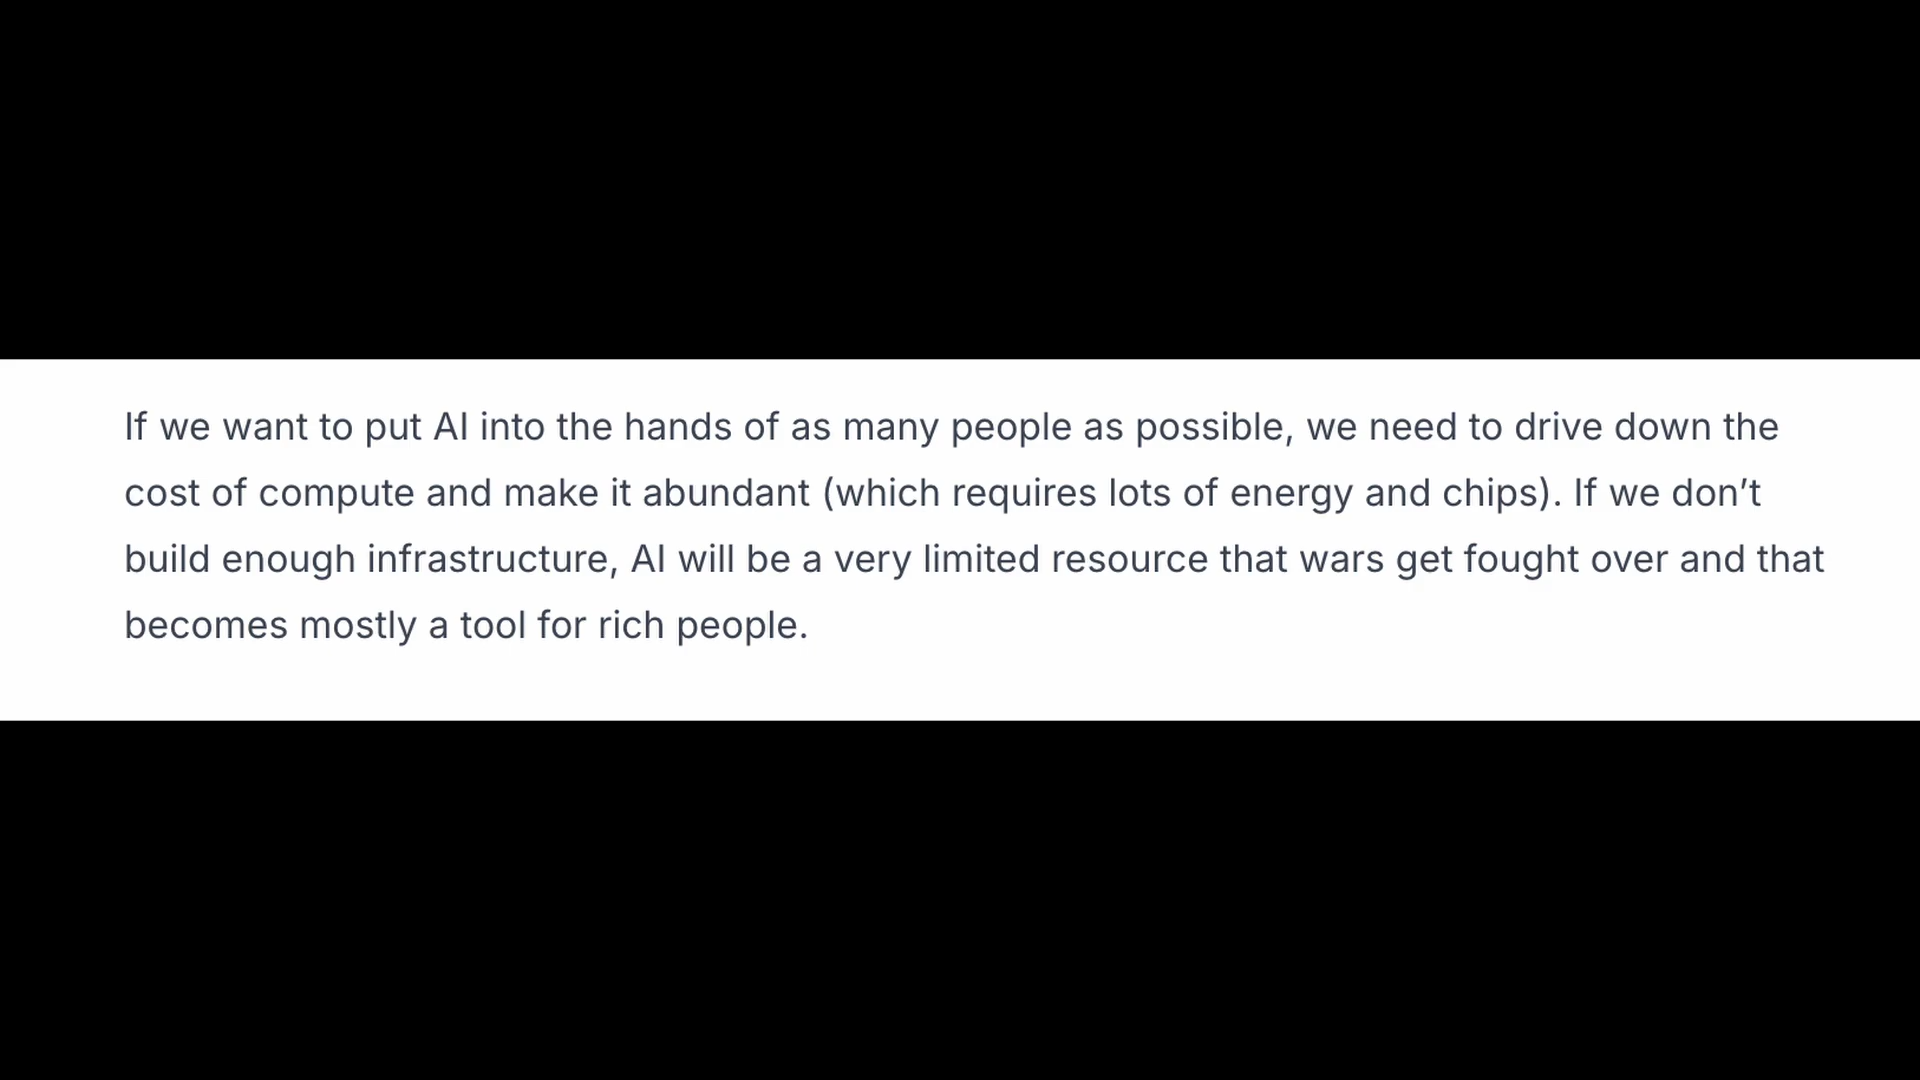 If we want to put AI into the hands of as many people as possible, we need to drive down the
cost of compute and make it abundant (which requires lots of energy and chips). If we don’t
build enough infrastructure, AI will be a very limited resource that wars get fought over and that
becomes mostly a tool for rich people.